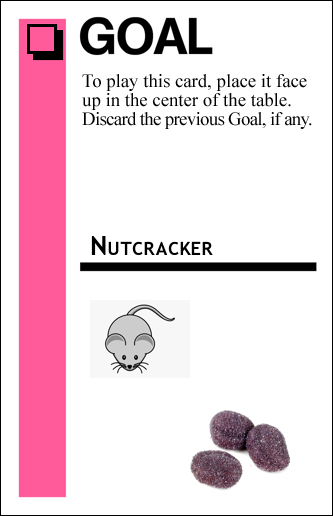 GOAL
To play this card, place it face
up in the center of the table.
Discard the previous Goal, if any.
NUTCRACKER